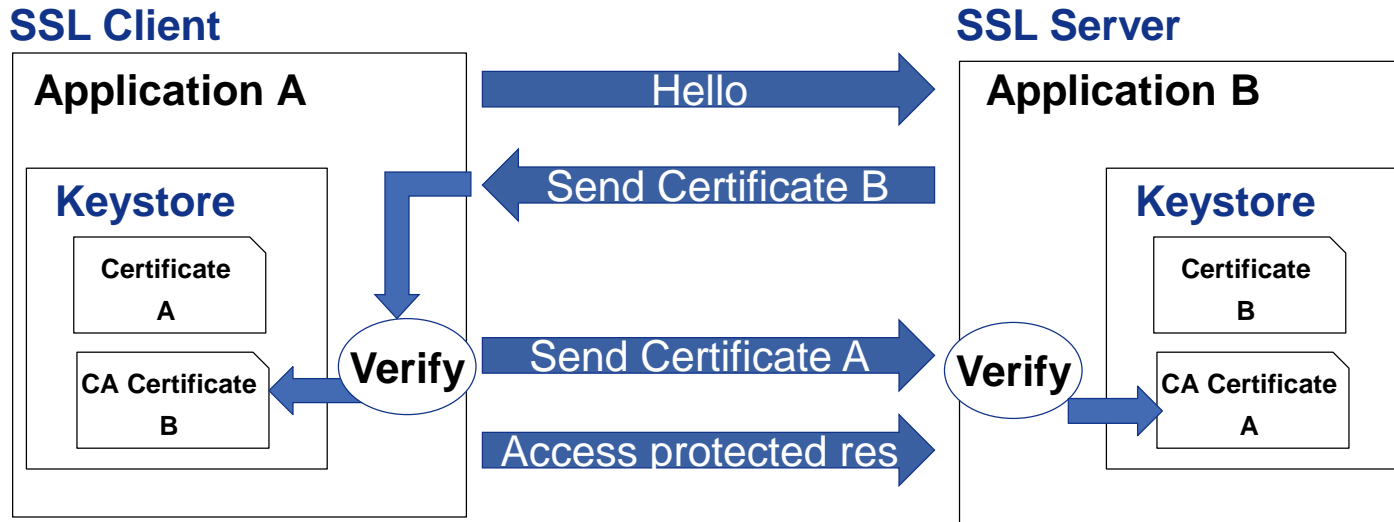 SSL Client
SSL Server
Application A
Hello
Application B
Send Certificate B
Keystore
Keystore
Certificate
A
Certificate
B
Verify
Send Certificate A
Verify
CA Certificate
B
CA Certificate
A
Access protected res